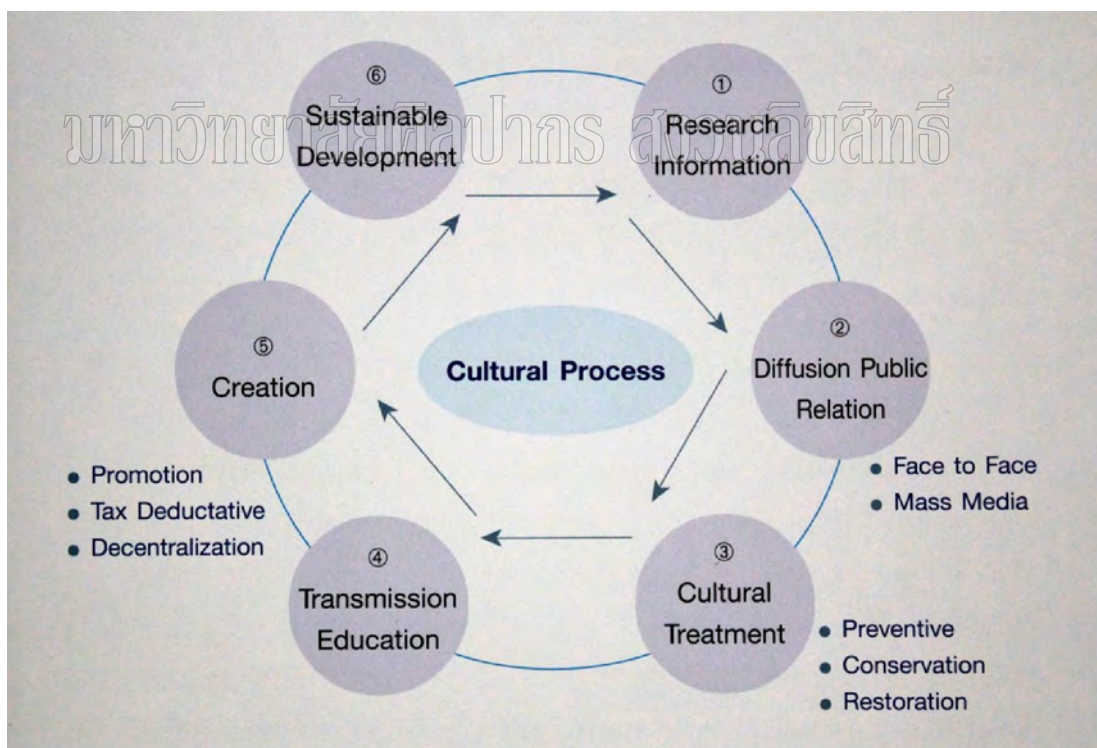 มหาวิทยาลัยศิลปากร สงวนลิขสิทธิ์
⑥
Sustainable
Development
①
Research
Information
②
Diffusion Public
Relation
● Face to Face
● Mass Media
③
Cultural
Treatment
● Preventive
● Conservation
● Restoration
④
Transmission
Education
⑤
Creation
● Promotion
● Tax Deductative
● Decentralization
Cultural Process